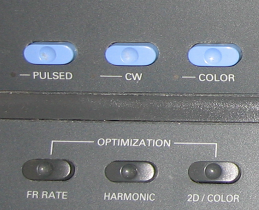 PULSED CW COLOR
OPTIMIZATION
FR RATE HARMONIC 2D / COLOR